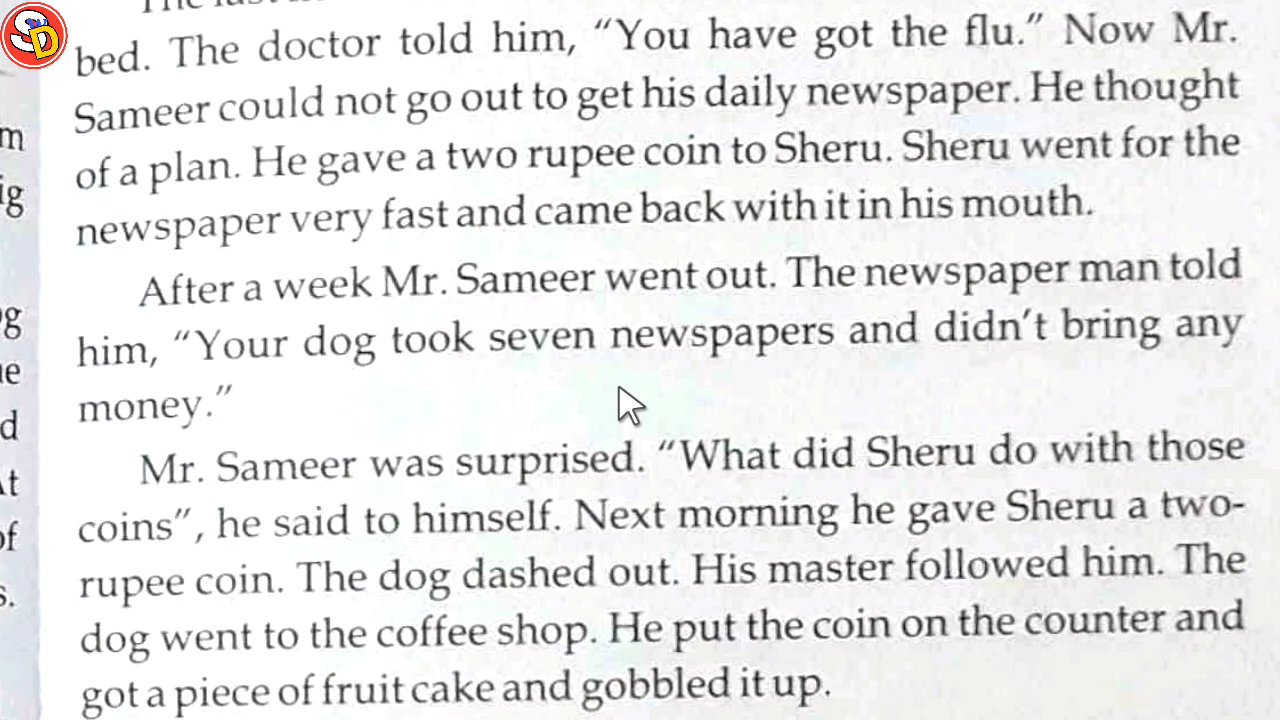 SD
m
ig
g
e
d
t
of
s.
The las
bed. The doctor told him, “You have got the flu.” Now Mr.
Sameer could not go out to get his daily newspaper. He thought
of a plan. He gave a two rupee coin to Sheru. Sheru went for the
newspaper very fast and came back with it in his mouth.
After a week Mr. Sameer went out. The newspaper man told
him, “Your dog took seven newspapers and didn’t bring any
money.”
Mr. Sameer was surprised. “What did Sheru do with those
coins”, he said to himself. Next morning he gave Sheru a two-
rupee coin. The dog dashed out. His master followed him. The
dog went to the coffee shop. He put the coin on the counter and
got a piece of fruit cake and gobbled it up.